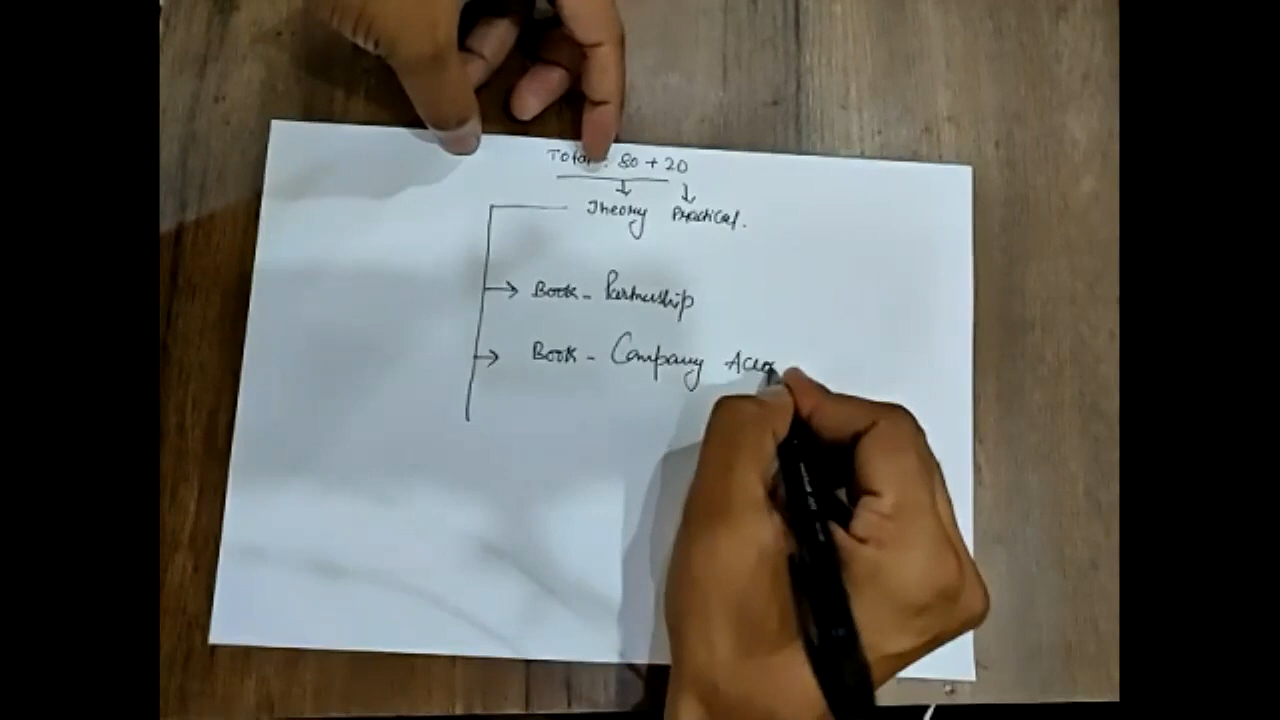 Total: 80 + 20
Theory Practical.
Book - Partnership
Book - Company